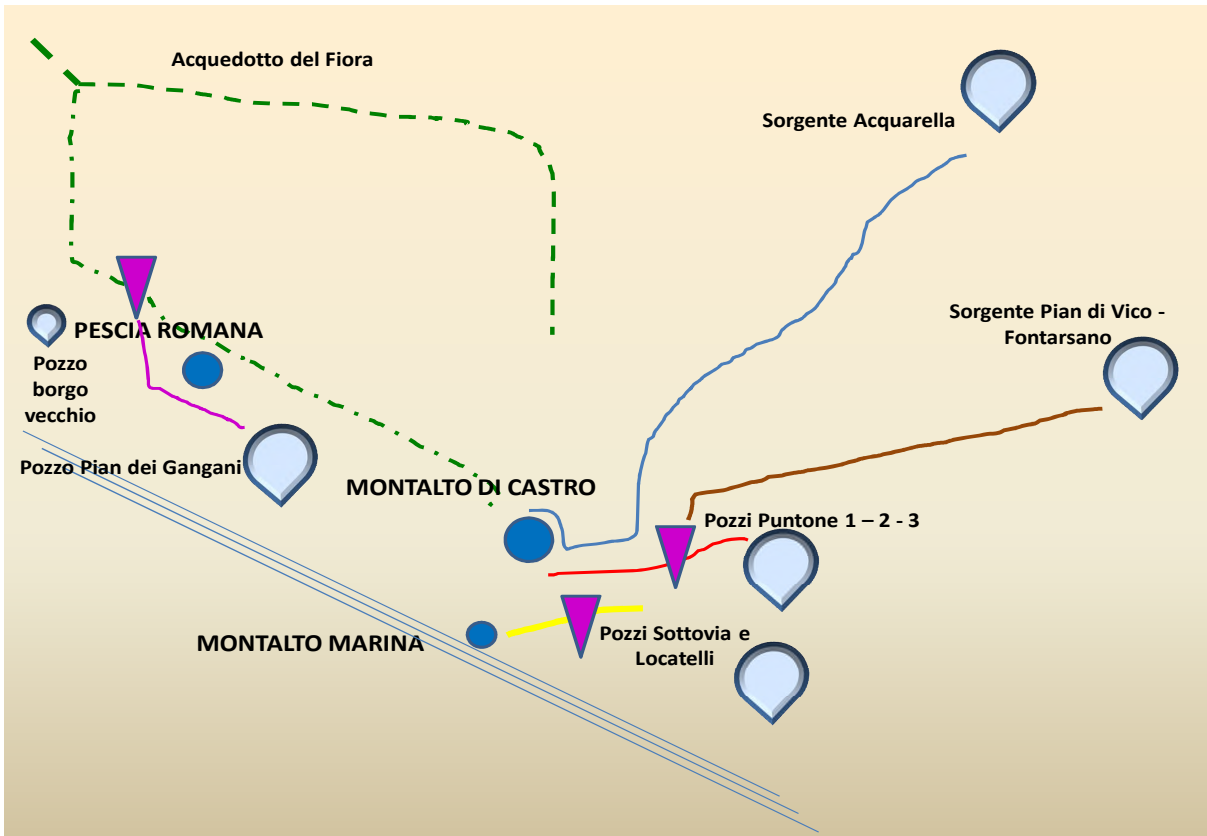 Acquedotto del Fiora
Sorgente Acquarella
Sorgente Pian di Vico -
Fontarsano
PESCIA ROMANA
Pozzo
borgo
vecchio
Pozzo Pian dei Gangani
MONTALTO DI CASTRO
Pozzi Puntone 1 – 2 - 3
MONTALTO MARINA
Pozzi Sottovia e
Locatelli